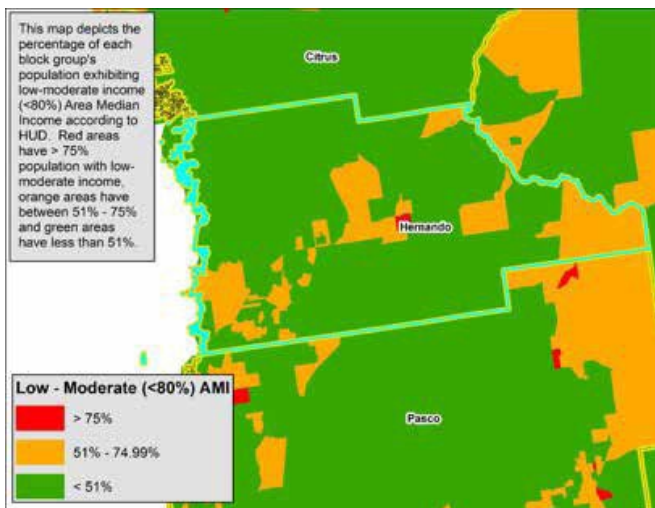 This map depicts the
percentage of each
block group's
population exhibiting
low-moderate income
(<80%) Area Median
Income according to
HUD. Red areas
have > 75%
population with low-
moderate income,
orange areas have
between 51% - 75%
and green areas
have less than 51%.
Citrus
Hernando
Low - Moderate (<80%) AMI
> 75%
51% - 74.99%
< 51%
Pasco